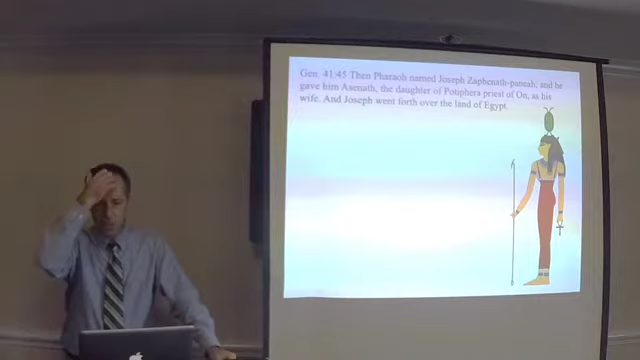 Gen. 41:45 Then Pharaoh named Joseph Zaphenath-paneah; and he
gave him Asenath, the daughter of Potiphera priest of On, as his
wife. And Joseph went forth over the land of Egypt.